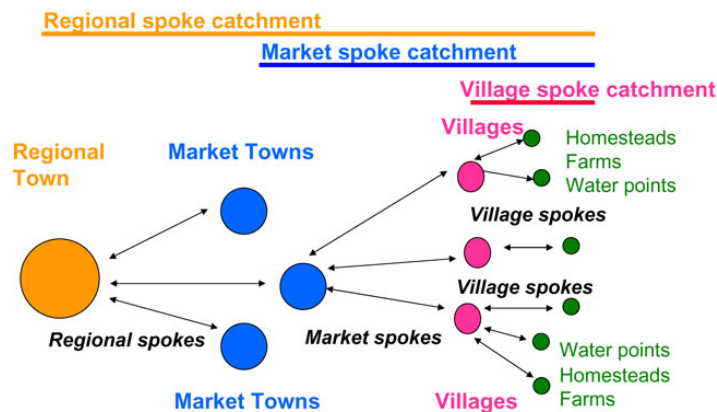 Regional spoke catchment
Market spoke catchment
Village spoke catchment
Villages
Regional
Town
Market Towns
Homesteads
Farms
Water points
Village spokes
Village spokes
Regional spokes
Market spokes
Water points
Homesteads
Farms
Market Towns
Villages